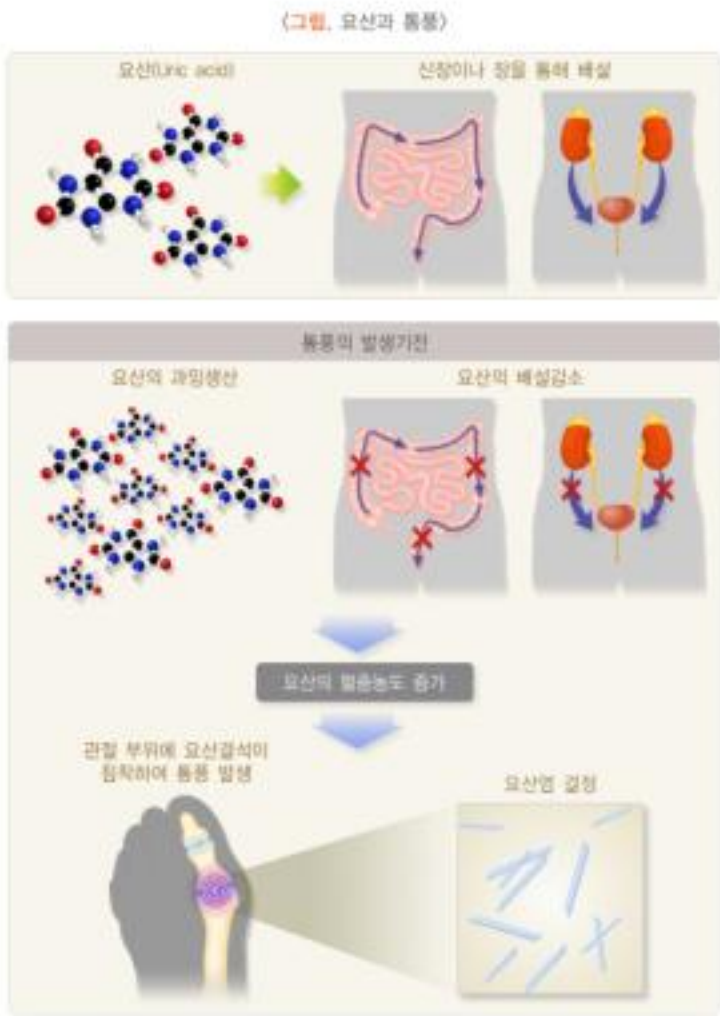 <그림. 요산과 통풍>
요산(Uric acid)
신장이나 장을 통해 배설
통풍의 발생기전
요산의 과잉생산
요산의 배설감소
요산의 혈중농도 증가
관절 부위에 요산결석이
침착하여 통풍 발생
요산염 결정